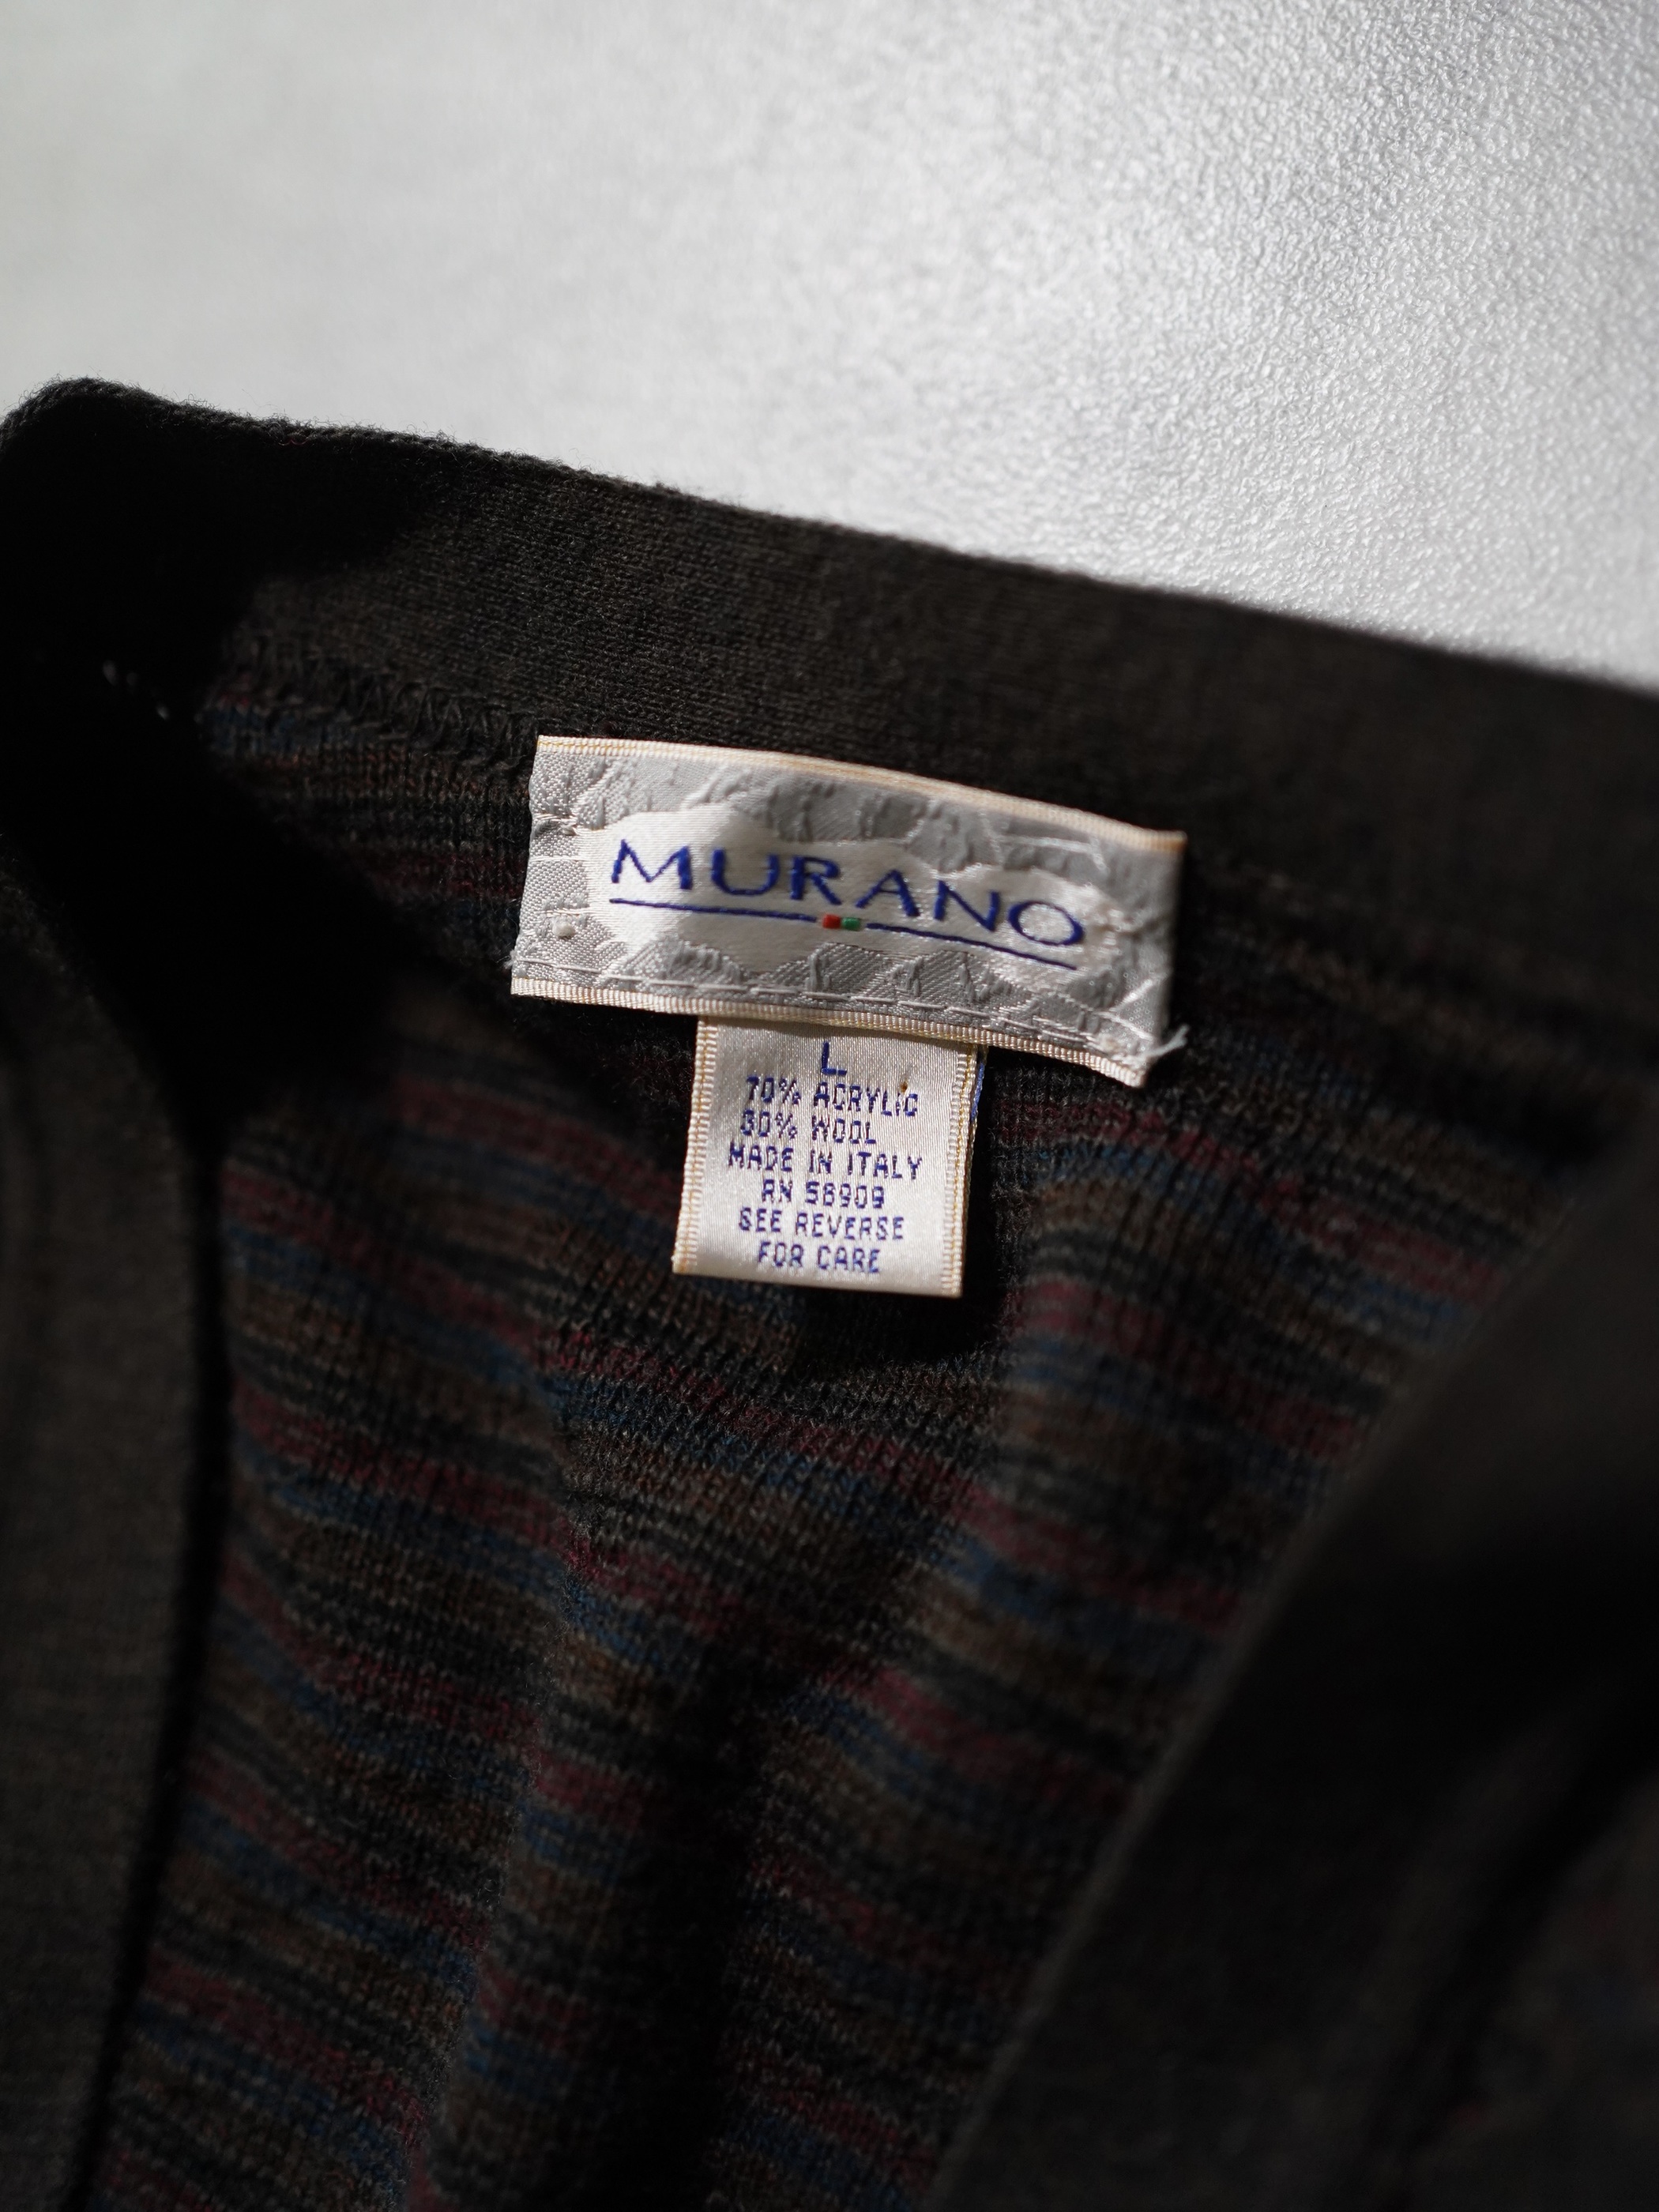 MURANO
L
70% ACRYLIC
30% WOOL
MADE IN ITALY
RN 56909
SEE REVERSE
FOR CARE